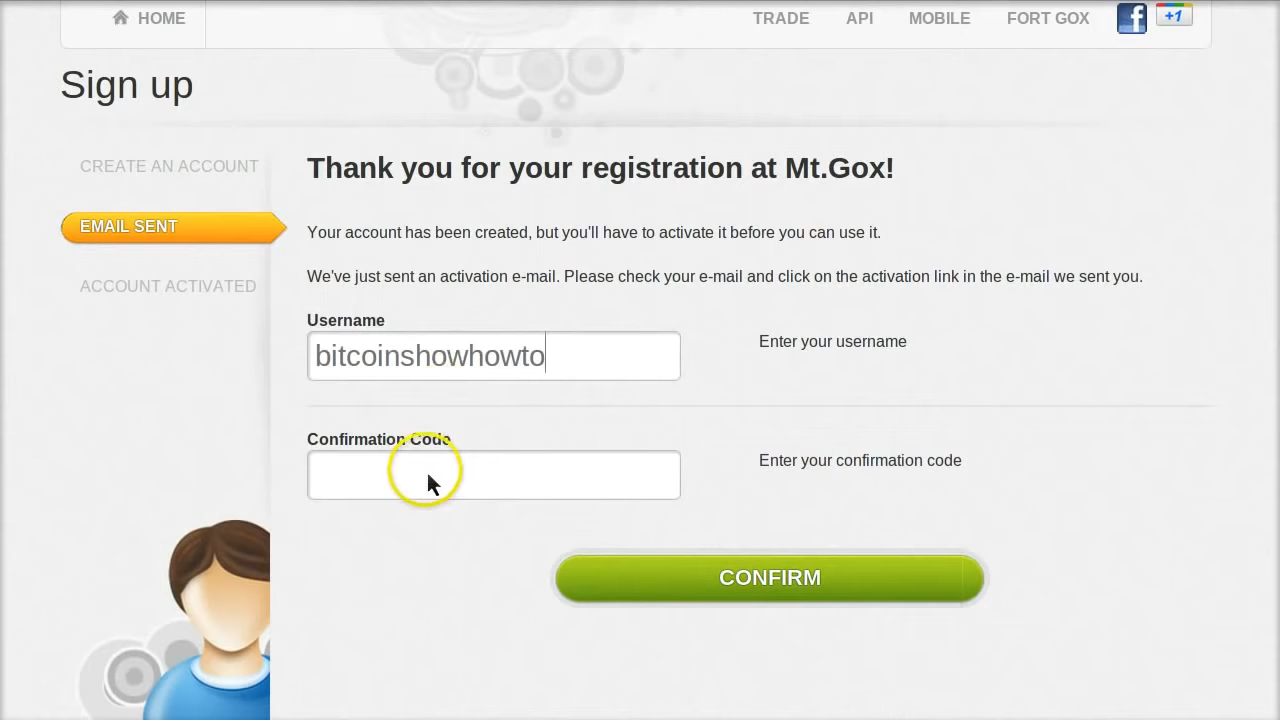 HOME
TRADE
API
MOBILE
FORT GOX
f
+1
Sign up
CREATE AN ACCOUNT
EMAIL SENT
ACCOUNT ACTIVATED
Thank you for your registration at Mt.Gox!
Your account has been created, but you'll have to activate it before you can use it.
We've just sent an activation e-mail. Please check your e-mail and click on the activation link in the e-mail we sent you.
Username
bitcoinshowhowto
Enter your username
Confirmation Code
Enter your confirmation code
CONFIRM